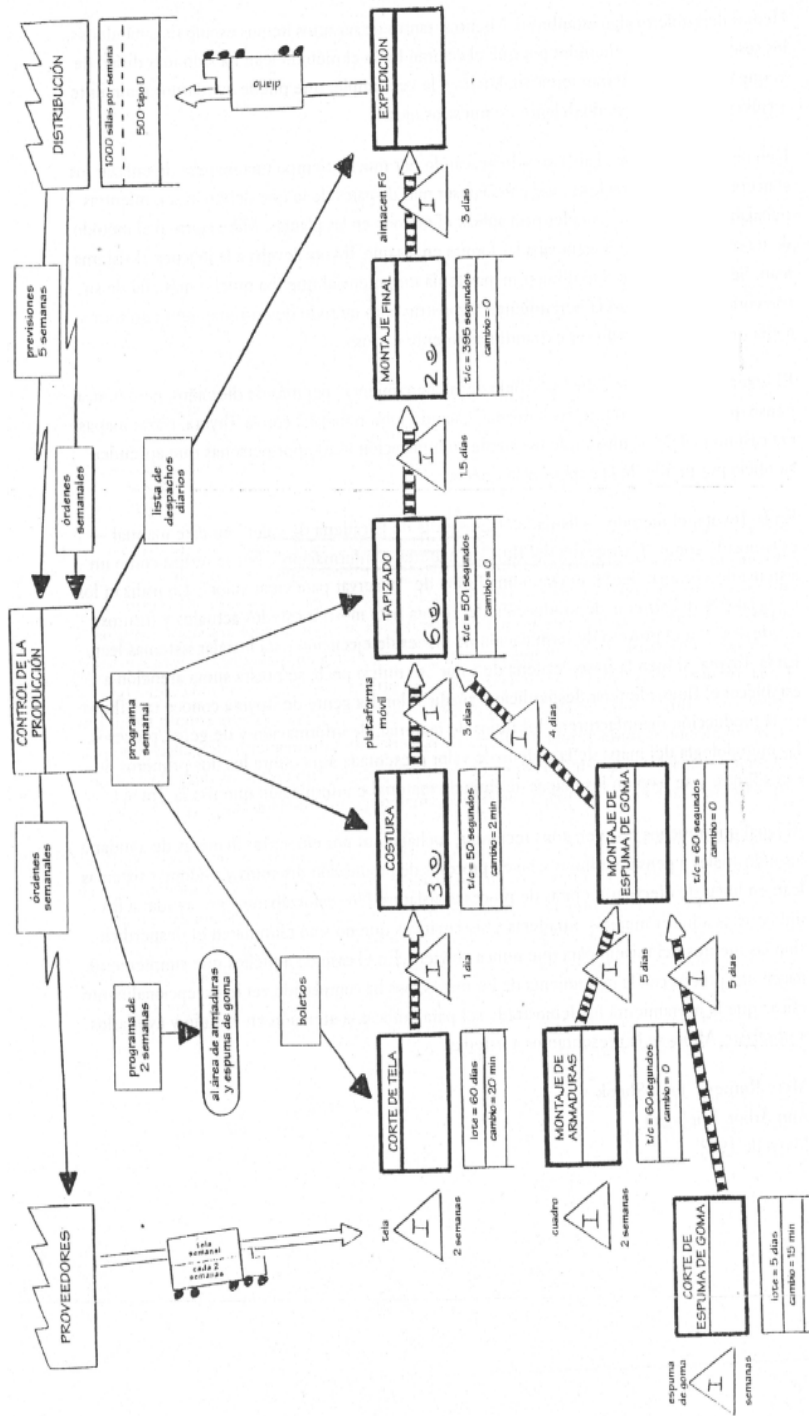 PROVEEDORES
órdenes
semanales
CONTROL DE LA
PRODUCCIÓN
previsiones
5 semanas
órdenes
semanales
DISTRIBUCIÓN
1000 sillas por semana
500 tipo D
tela
semanal
cada 2
semanas
programa de
2 semanas
al área de armaduras
y espuma de goma
programa
semanal
boletos
lista de
despachos
diarios
diario
tela
I
2 semanas
CORTE DE TELA
lote = 60 días
cambio = 20 min
I
1 día
COSTURA
3
t/c = 50 segundos
cambio = 2 min
plataforma
móvil
I
3 días
TAPIZADO
6
t/c = 501 segundos
cambio = 0
I
1.5 días
MONTAJE FINAL
2
t/c = 395 segundos
cambio = 0
almacen FG
I
3 días
EXPEDICION
cuadro
I
2 semanas
MONTAJE DE
ARMADURAS
t/c = 60segundos
cambio = 0
I
5 días
I
4 días
MONTAJE DE
ESPUMA DE GOMA
t/c = 60 segundos
cambio = 0
espuma
de goma
I
semanas
CORTE DE
ESPUMA DE GOMA
lote = 5 días
cambio = 15 min
I
5 días